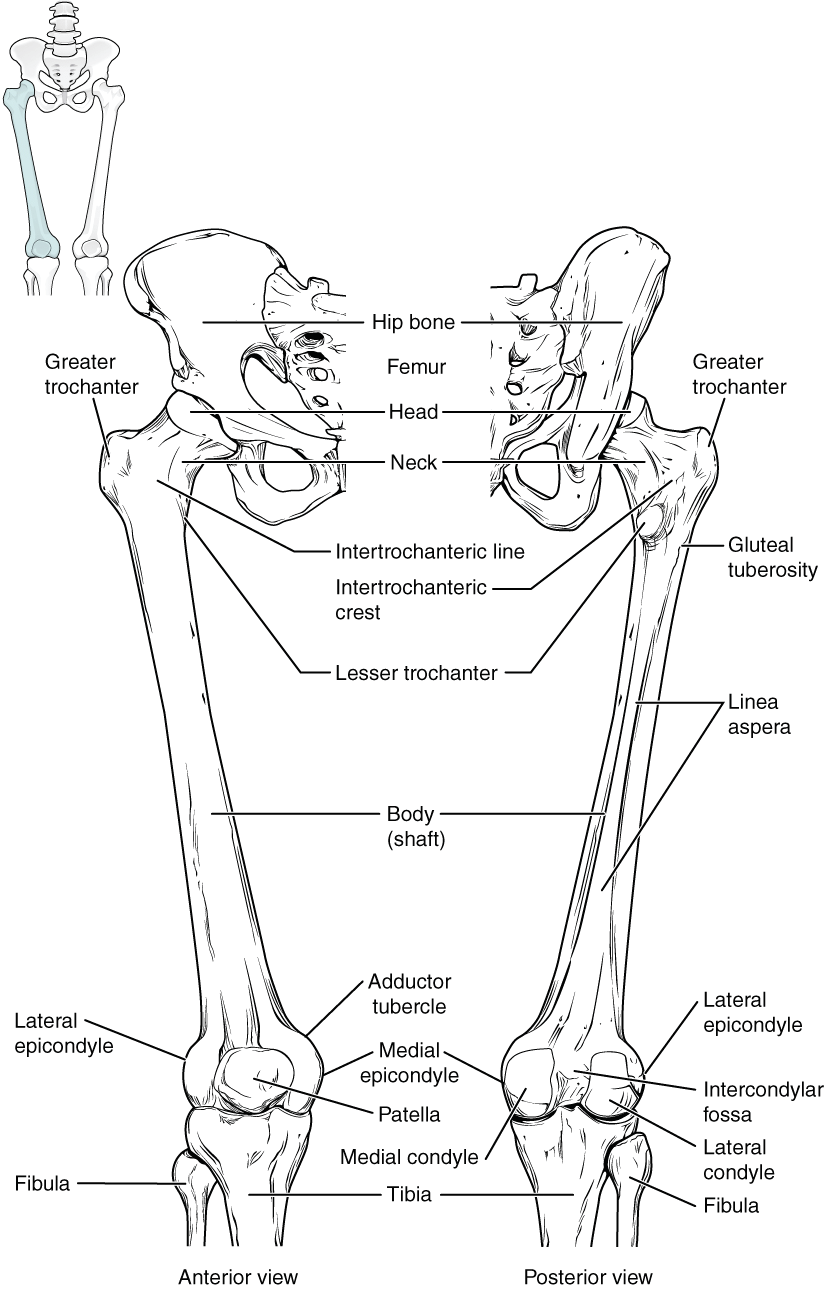 Hip bone
Femur
Greater
trochanter
Greater
trochanter
Head
Neck
Intertrochanteric line
Gluteal
tuberosity
Intertrochanteric
crest
Lesser trochanter
Linea
aspera
Body
(shaft)
Adductor
tubercle
Lateral
epicondyle
Lateral
epicondyle
Medial
epicondyle
Intercondylar
fossa
Patella
Medial condyle
Lateral
condyle
Fibula
Tibia
Fibula
Anterior view
Posterior view